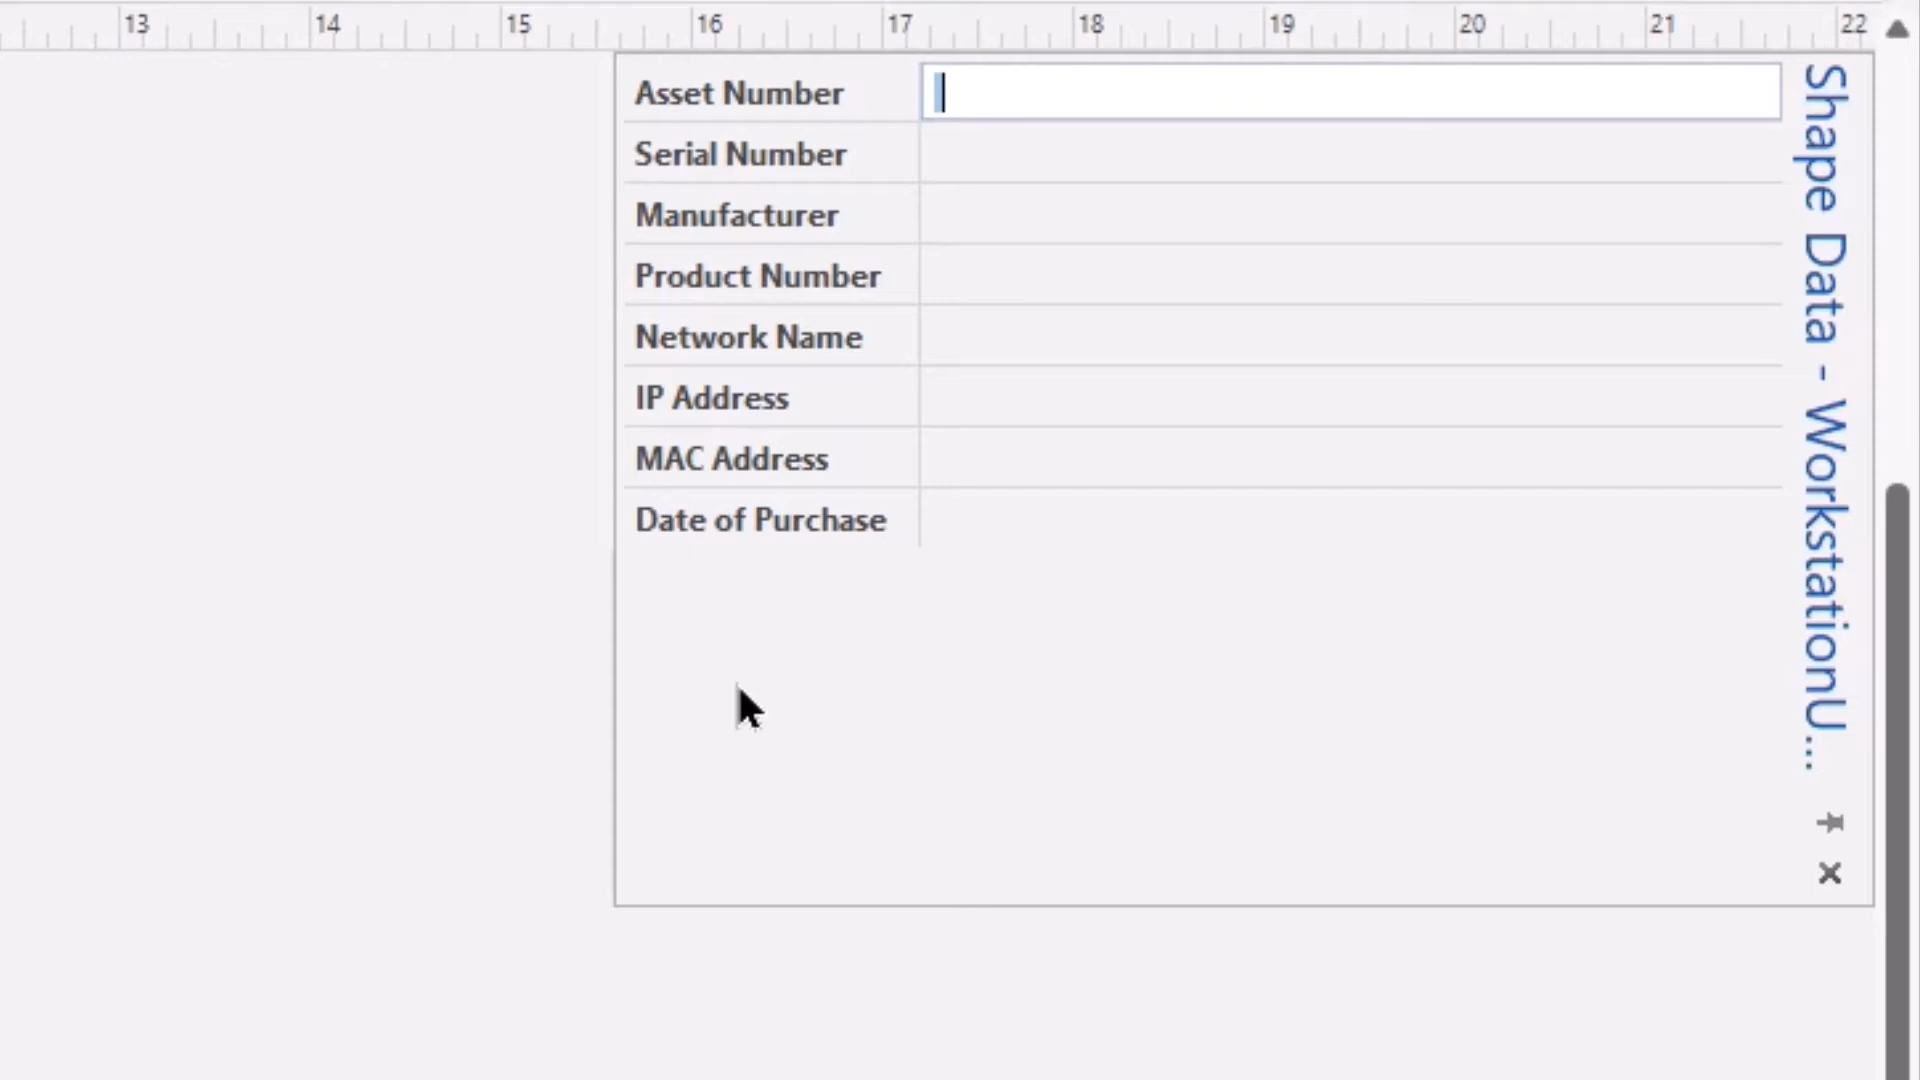 13 14 15 16 17 18 19 20 21 22
Asset Number
Serial Number
Manufacturer
Product Number
Network Name
IP Address
MAC Address
Date of Purchase
Shape Data - WorkstationU...